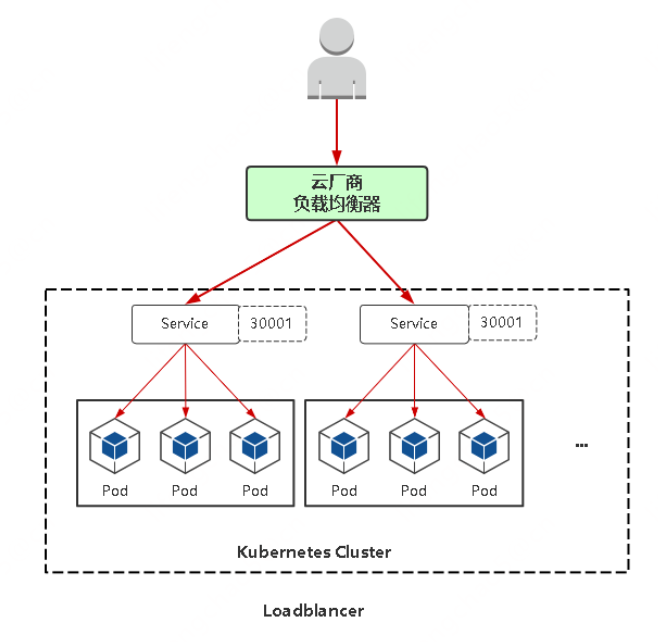 云厂商
负载均衡器
Service 30001 Service 30001
Pod Pod Pod Pod Pod Pod
...
Kubernetes Cluster
Loadblancer